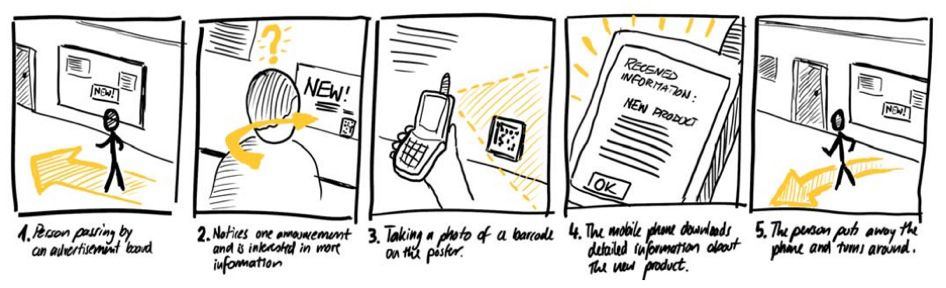 NEW!
1. Person passing by
an advertisement board
?
NEW!
2. Notices one anouncement
and is interested in more
information
3. Taking a photo of a barcode
on the poster.
RECEIVED
INFORMATION:
NEW PRODUCT
OK
4. The mobile phone downloads
detailed information about
the new product.
NEW!
5. The person puts away the
phone and turns around.